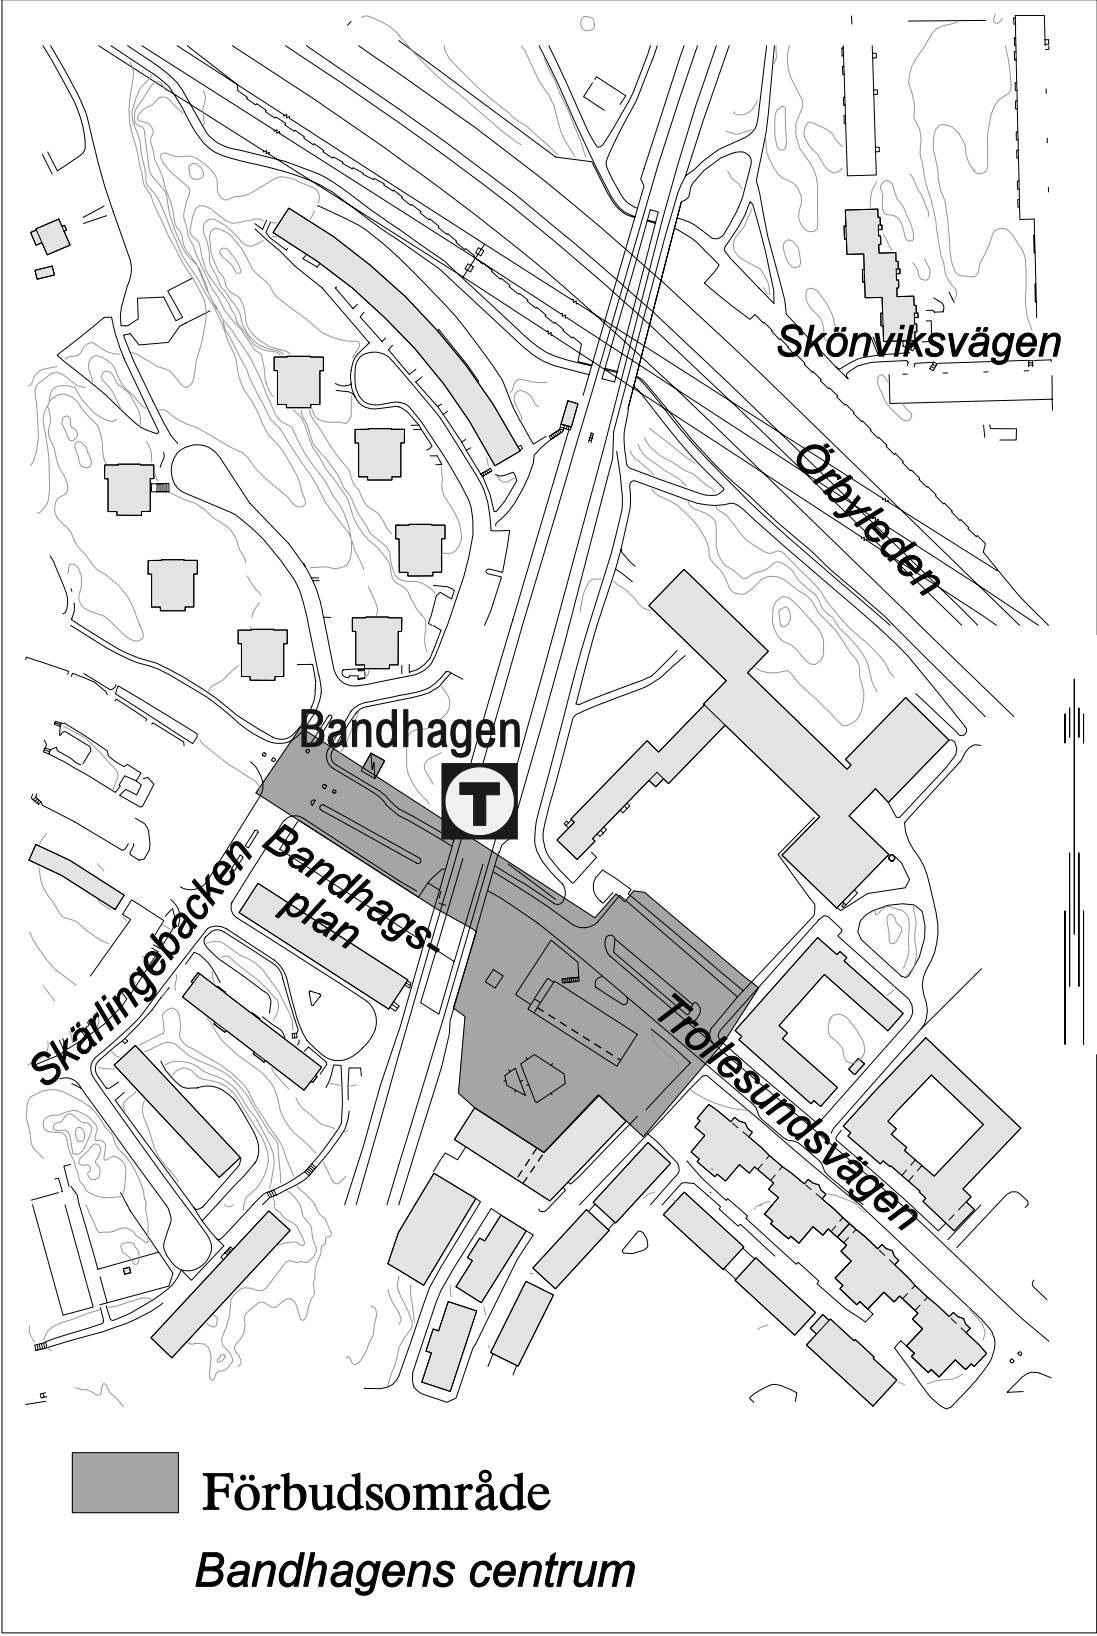 Skönviksvägen
Örbyleden
Bandhagen
T
Bandhags-
plan
Skärlingebacken
Trollesundsvägen
Förbudsområde
Bandhagens centrum